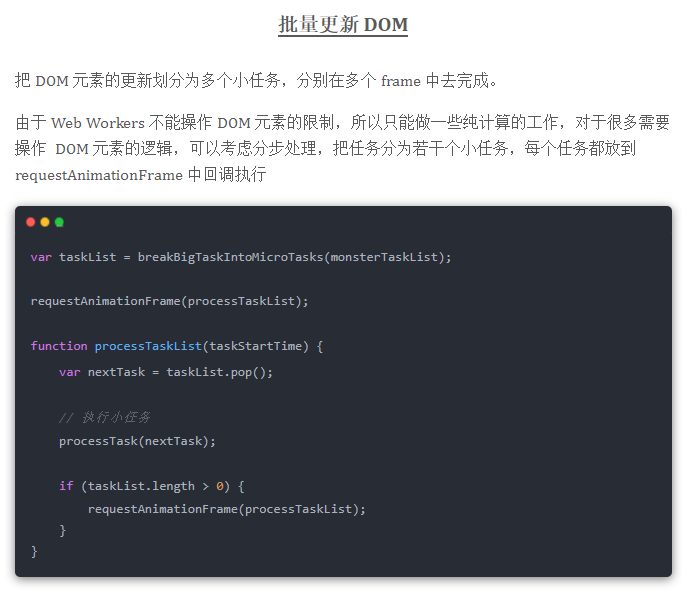 批量更新 DOM
把 DOM 元素的更新划分为多个小任务，分别在多个 frame 中去完成。
由于 Web Workers 不能操作 DOM 元素的限制，所以只能做一些纯计算的工作，对于很多需要
操作 DOM 元素的逻辑，可以考虑分步处理，把任务分为若干个小任务，每个任务都放到
requestAnimationFrame 中回调执行
var taskList = breakBigTaskIntoMicroTasks(monsterTaskList);
requestAnimationFrame(processTaskList);
function processTaskList(taskStartTime) {
    var nextTask = taskList.pop();
    // 执行小任务
    processTask(nextTask);
    if (taskList.length > 0) {
        requestAnimationFrame(processTaskList);
    }
}